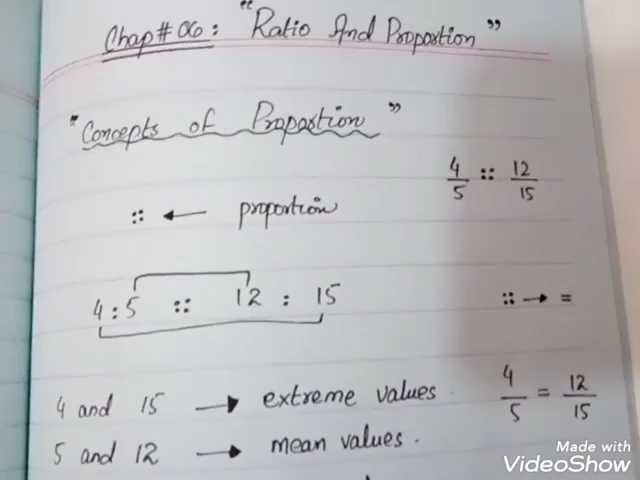 Chap# 06: "Ratio And Proportion"
"Concepts of Proportion"
4/5 :: 12/15
:: ← proportion
4:5 :: 12 : 15
:: → =
4 and 15 → extreme values.
4/5 = 12/15
5 and 12 → mean values.
Made with
VideoShow